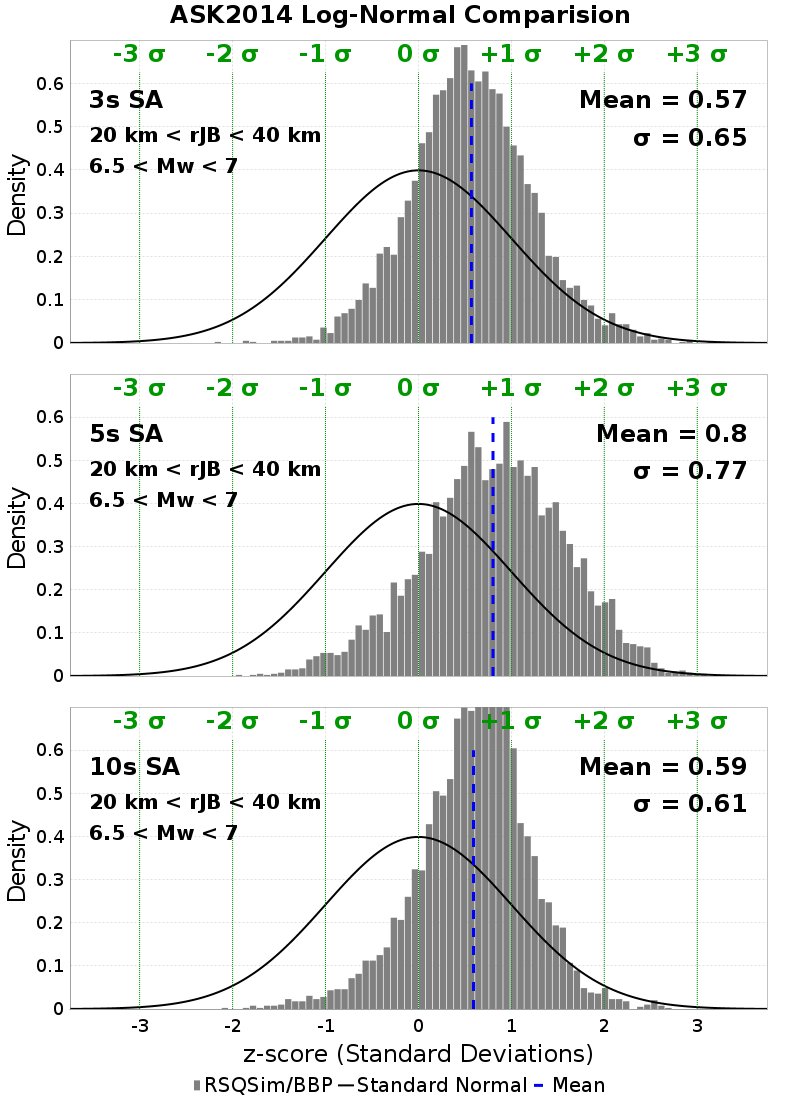 ASK2014 Log-Normal Comparision
-3 σ -2 σ -1 σ 0 σ +1 σ +2 σ +3 σ
3s SA
20 km < rJB < 40 km
6.5 < Mw < 7
Mean = 0.57
σ = 0.65
Density
0.6
0.5
0.4
0.3
0.2
0.1
0
-3 σ -2 σ -1 σ 0 σ +1 σ +2 σ +3 σ
5s SA
20 km < rJB < 40 km
6.5 < Mw < 7
Mean = 0.8
σ = 0.77
Density
0.6
0.5
0.4
0.3
0.2
0.1
0
-3 σ -2 σ -1 σ 0 σ +1 σ +2 σ +3 σ
10s SA
20 km < rJB < 40 km
6.5 < Mw < 7
Mean = 0.59
σ = 0.61
Density
0.6
0.5
0.4
0.3
0.2
0.1
0
-3 -2 -1 0 1 2 3
z-score (Standard Deviations)
RSQSim/BBP Standard Normal Mean